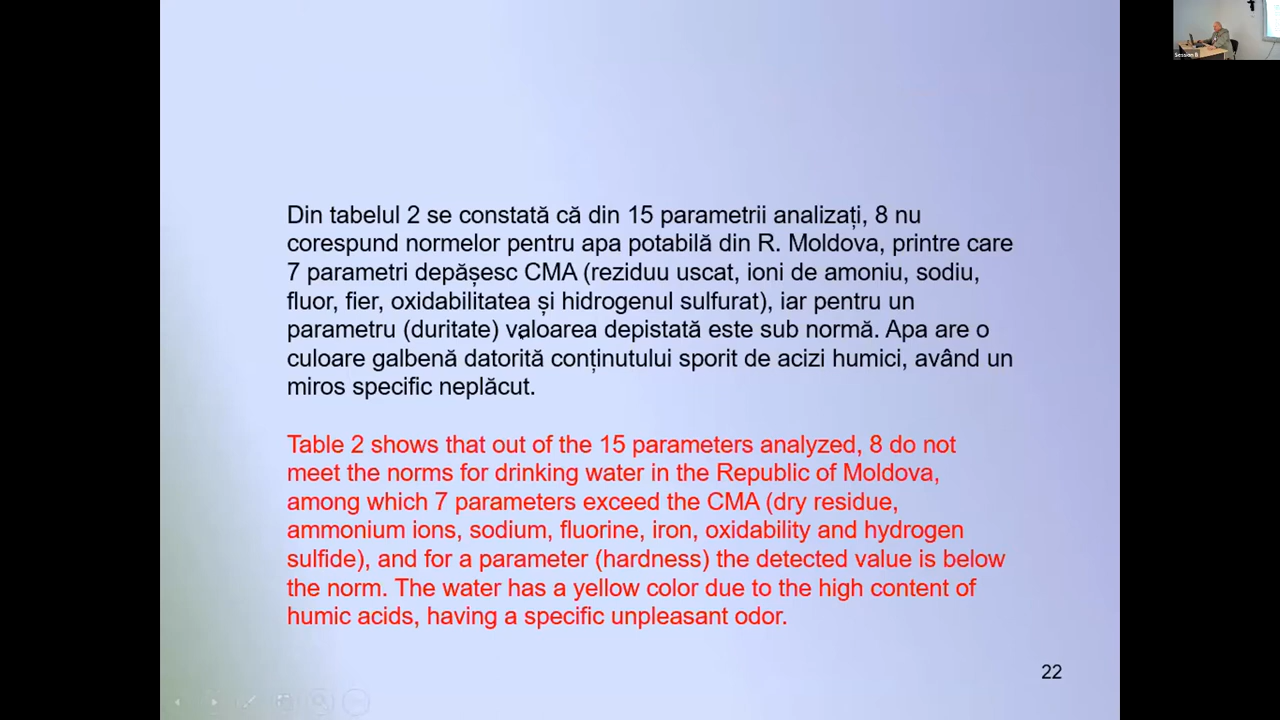 Din tabelul 2 se constată că din 15 parametrii analizați, 8 nu
corespund normelor pentru apa potabilă din R. Moldova, printre care
7 parametri depășesc CMA (reziduu uscat, ioni de amoniu, sodiu,
fluor, fier, oxidabilitatea și hidrogenul sulfurat), iar pentru un
parametru (duritate) valoarea depistată este sub normă. Apa are o
culoare galbenă datorită conținutului sporit de acizi humici, având un
miros specific neplăcut.
Table 2 shows that out of the 15 parameters analyzed, 8 do not
meet the norms for drinking water in the Republic of Moldova,
among which 7 parameters exceed the CMA (dry residue,
ammonium ions, sodium, fluorine, iron, oxidability and hydrogen
sulfide), and for a parameter (hardness) the detected value is below
the norm. The water has a yellow color due to the high content of
humic acids, having a specific unpleasant odor.
22
Session B